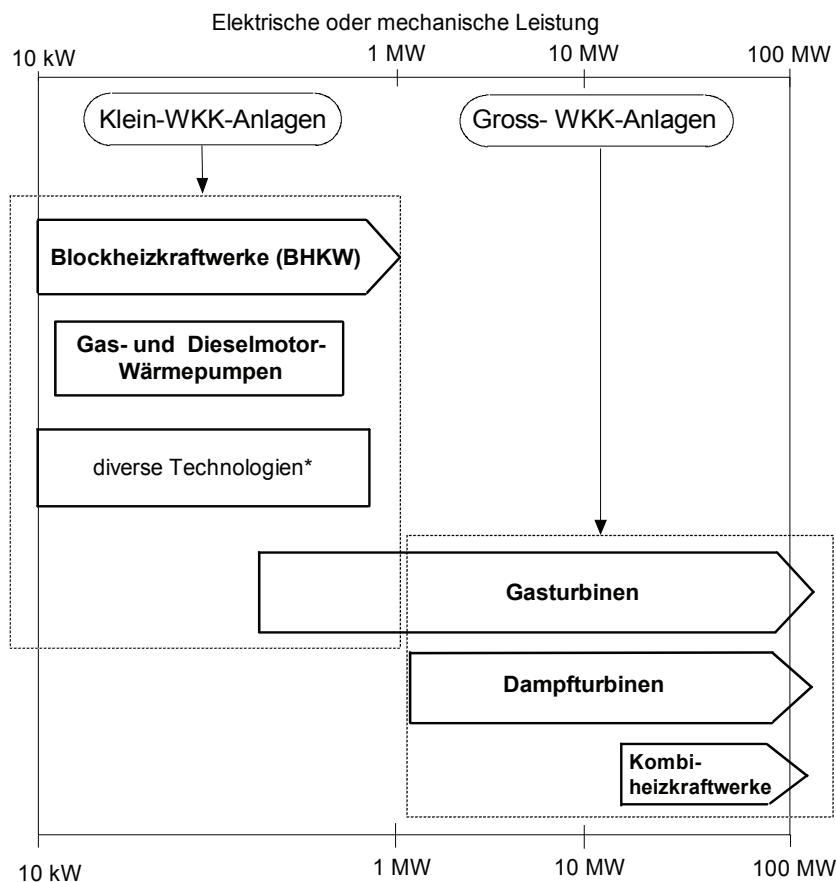 Elektrische oder mechanische Leistung
10 kW 1 MW 10 MW 100 MW
Klein-WKK-Anlagen Gross- WKK-Anlagen
Blockheizkraftwerke (BHKW)
Gas- und Dieselmotor-
Wärmepumpen
diverse Technologien*
Gasturbinen
Dampfturbinen
Kombi-
heizkraftwerke
10 kW 1 MW 10 MW 100 MW